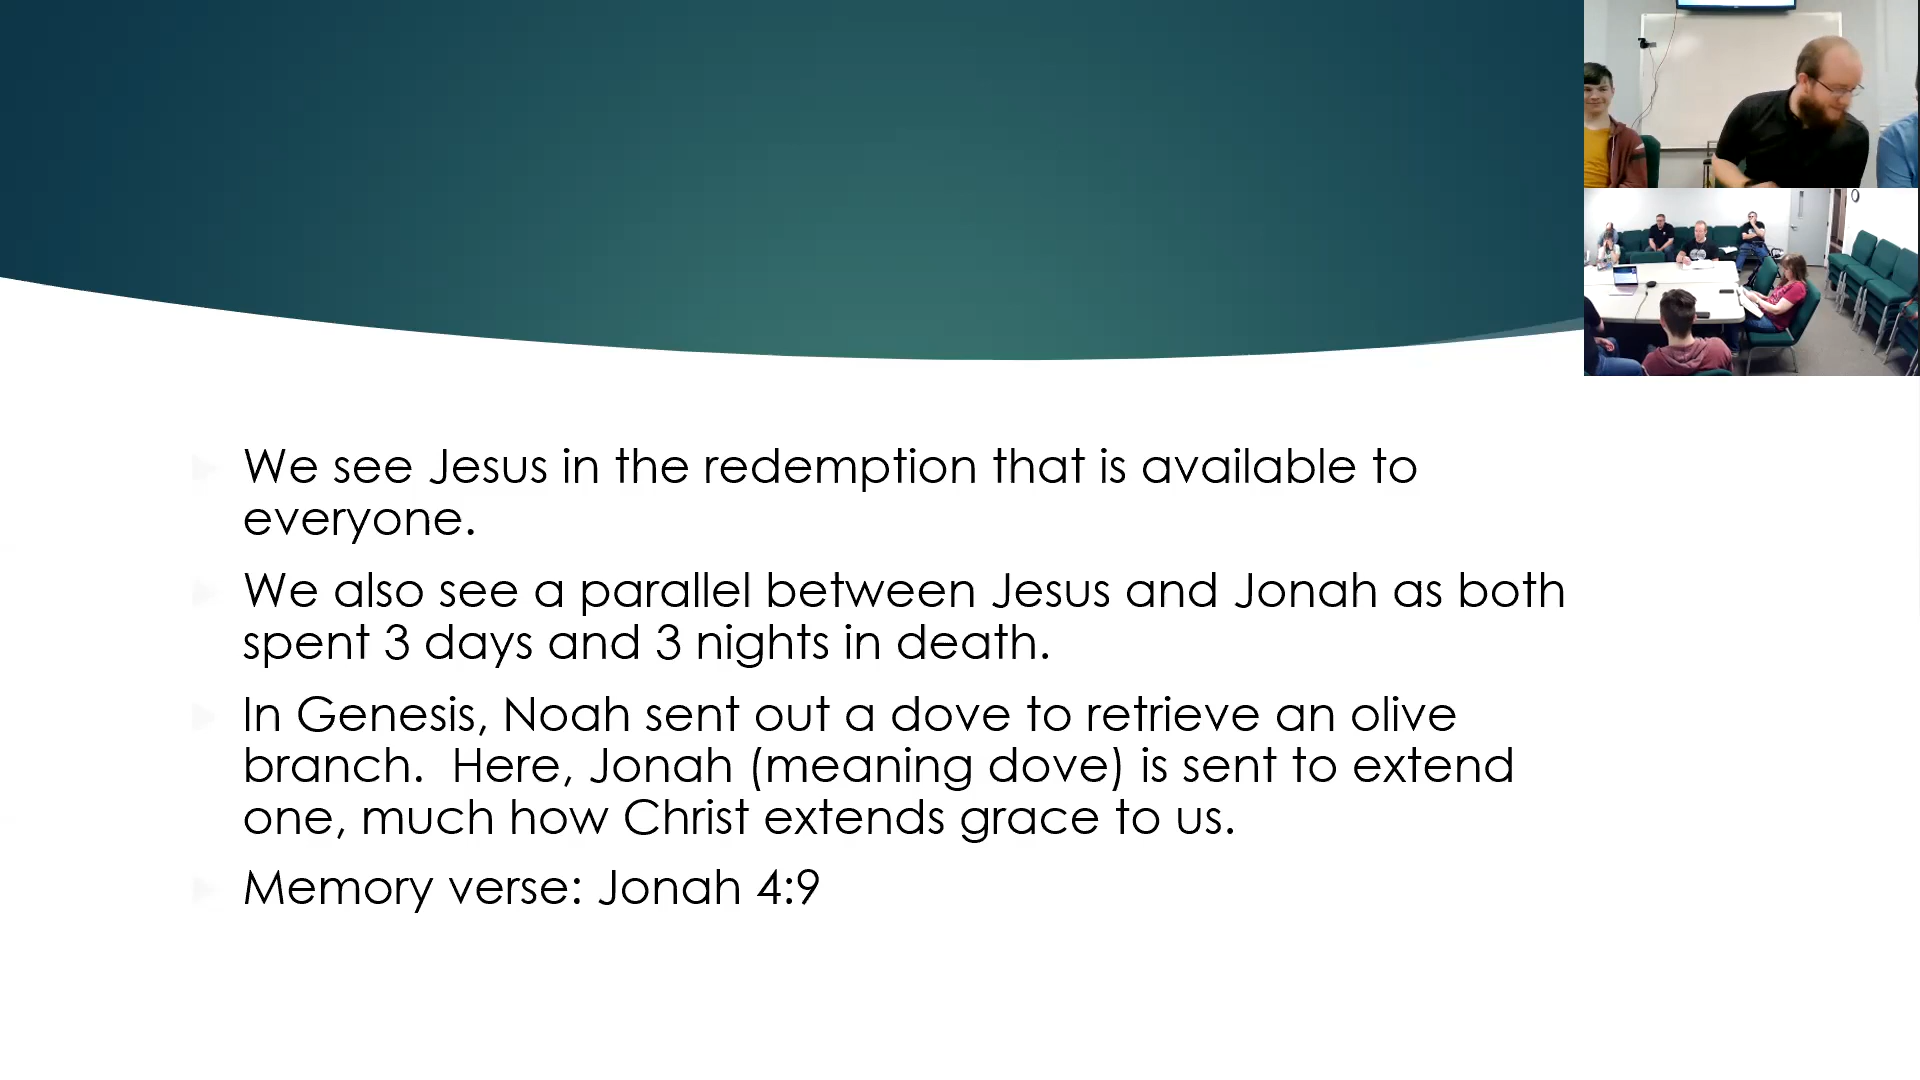 We see Jesus in the redemption that is available to
everyone.
We also see a parallel between Jesus and Jonah as both
spent 3 days and 3 nights in death.
In Genesis, Noah sent out a dove to retrieve an olive
branch.  Here, Jonah (meaning dove) is sent to extend
one, much how Christ extends grace to us.
Memory verse: Jonah 4:9